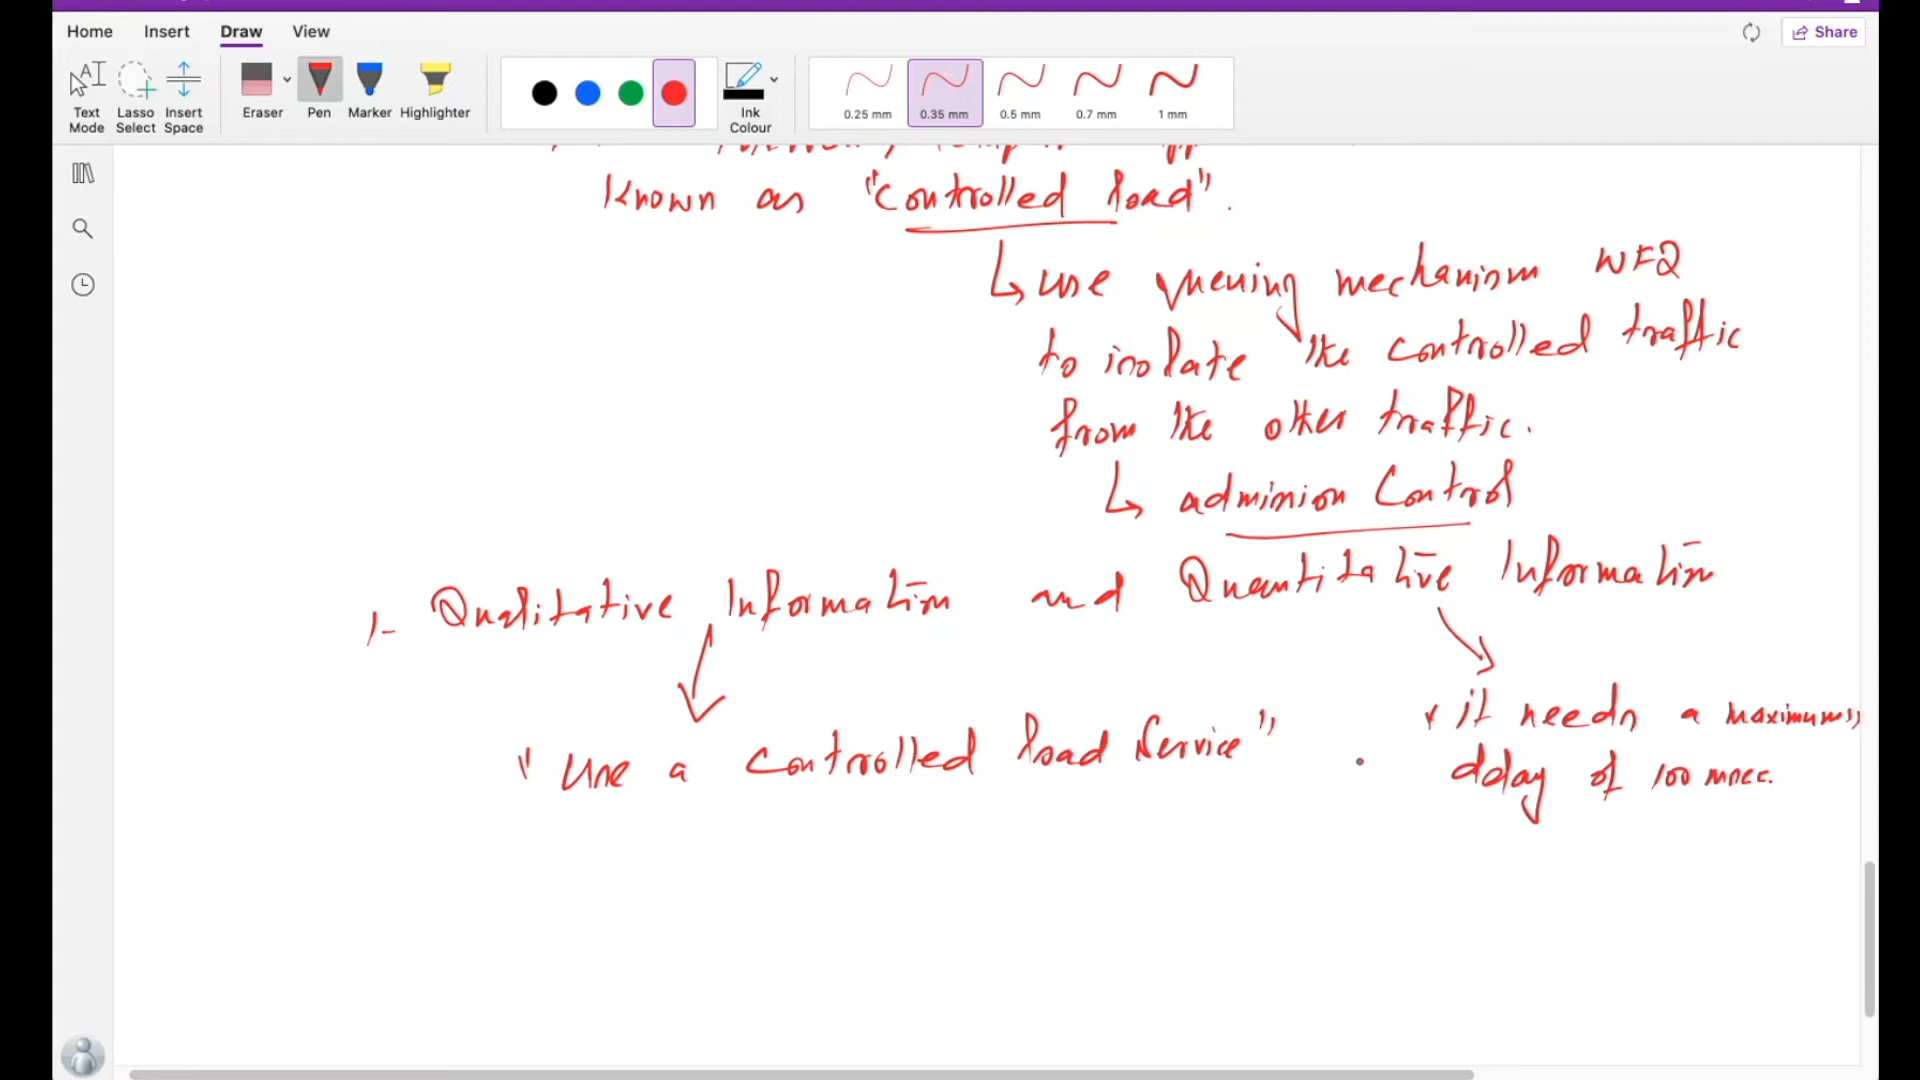 Home Insert Draw View
Share
Text Mode
Lasso Select
Insert Space
Eraser
Pen
Marker
Highlighter
Ink Colour
0.25 mm
0.35 mm
0.5 mm
0.7 mm
1 mm
known as "controlled load".
use queuing mechanism WFQ
to isolate the controlled traffic
from the other traffic.
admission Control
1- Qualitative Information and Quantitative Information
"Use a controlled load Service"
"it needs a maximum"
delay of 100 msec.